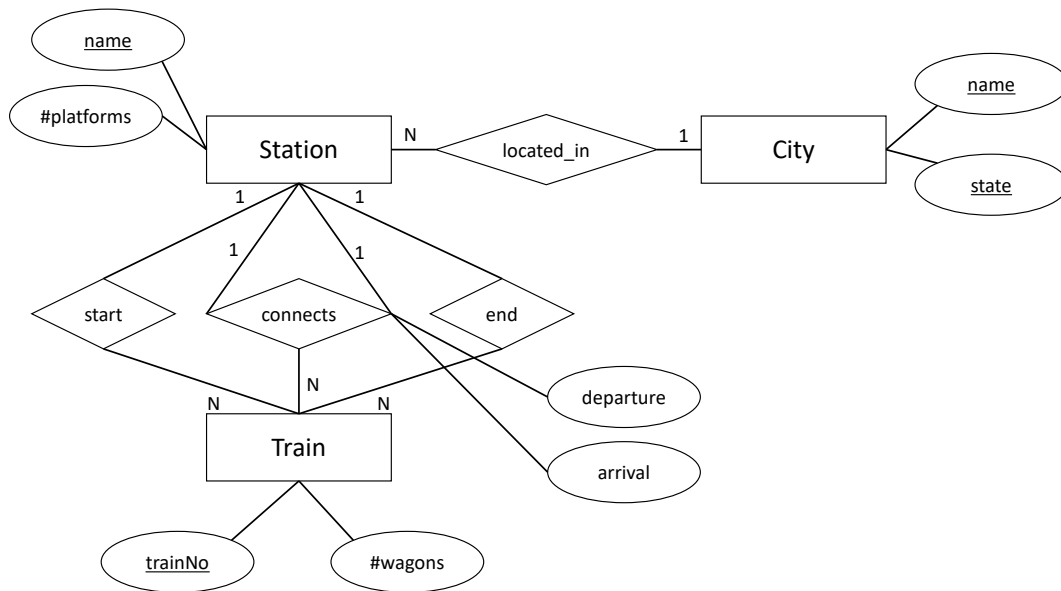 name
#platforms
Station
N
located_in
1
City
name
state
1
1
1
1
start
connects
end
departure
arrival
N
N
N
Train
trainNo
#wagons